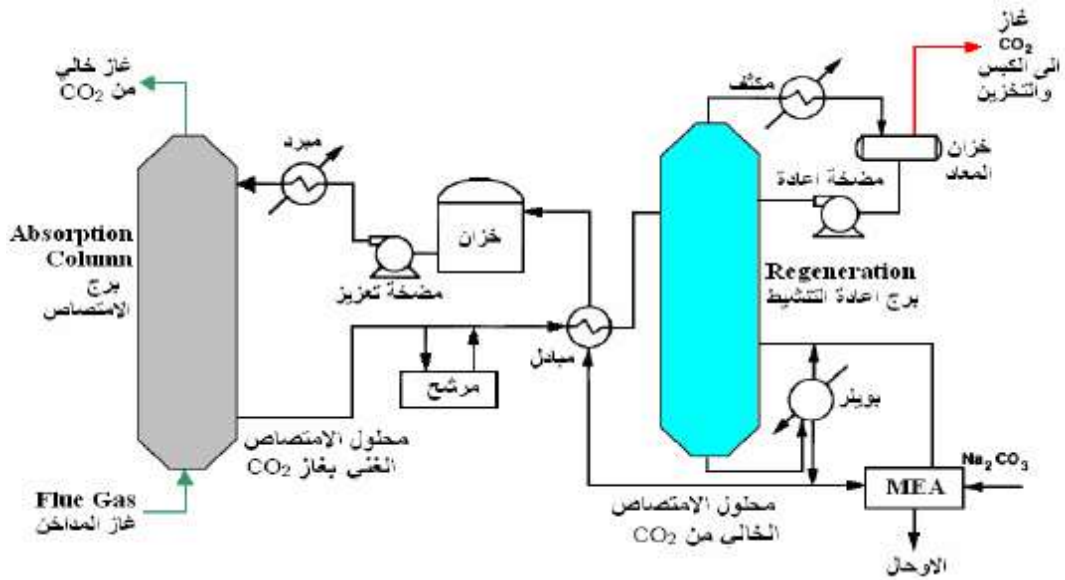 غاز خالي
من CO₂
Absorption
Column
برج
الامتصاص
Flue Gas
غاز المداخن
مبرد
مضخة تعزيز
خزان
مرشح
مبادل
محلول الامتصاص
الغني بغاز CO₂
مكثف
غاز
CO₂
الى الكبس
والتخزين
خزان
المعاد
مضخة اعادة
Regeneration
برج اعادة التنشيط
بويلر
محلول الامتصاص
الخالي من CO₂
Na₂CO₃
MEA
الاوحال